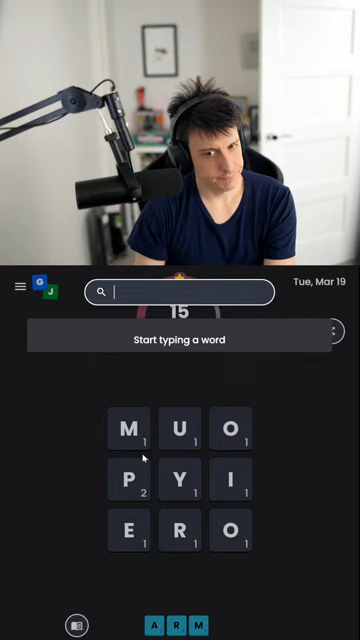 G
J
Tue, Mar 19
15
Start typing a word
M 1 U 1 O 1
P 2 Y 1 I 1
E 1 R 1 O 1
A R M